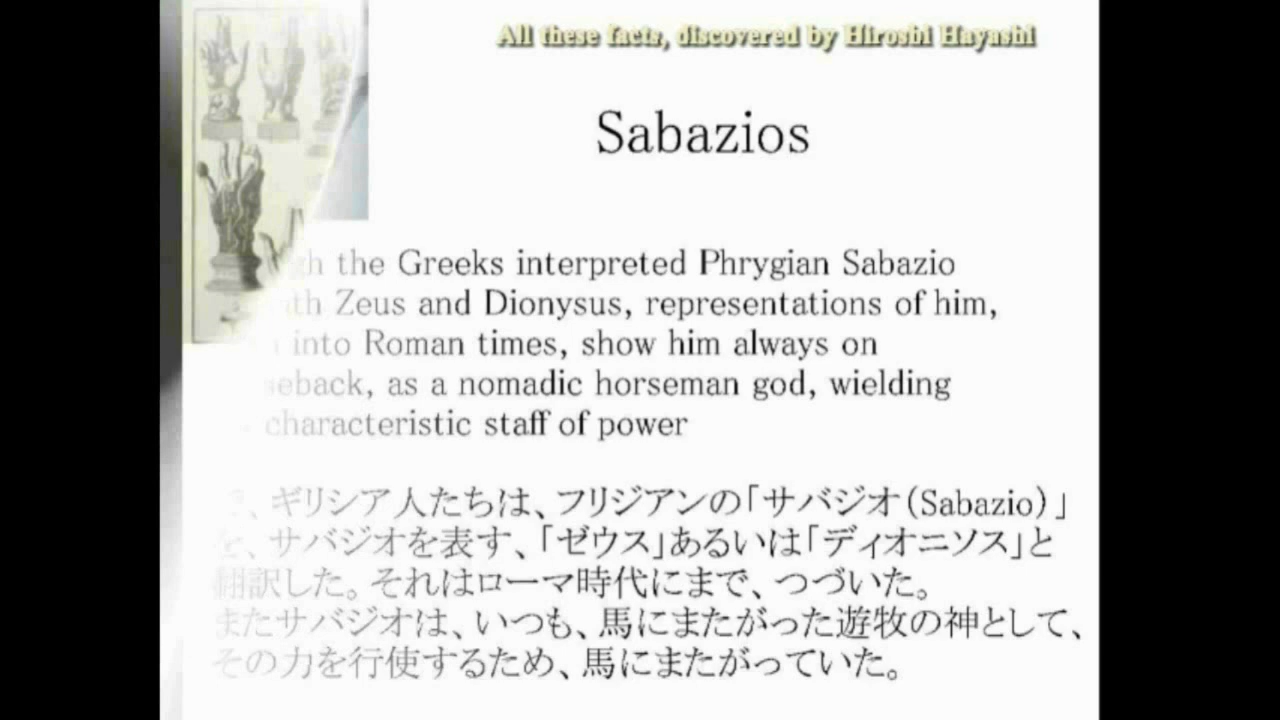 All these facts, discovered by Hiroshi Hayashi
Sabazios
the Greeks interpreted Phrygian Sabazio
Zeus and Dionysus, representations of him,
into Roman times, show him always on
as a nomadic horseman god, wielding
characteristic staff of power
、ギリシア人たちは、フリジアンの「サバジオ(Sabazio)」
を、サバジオを表す、「ゼウス」あるいは「ディオニソス」と
翻訳した。それはローマ時代にまで、つづいた。
またサバジオは、いつも、馬にまたがった遊牧の神として、
その力を行使するため、馬にまたがっていた。